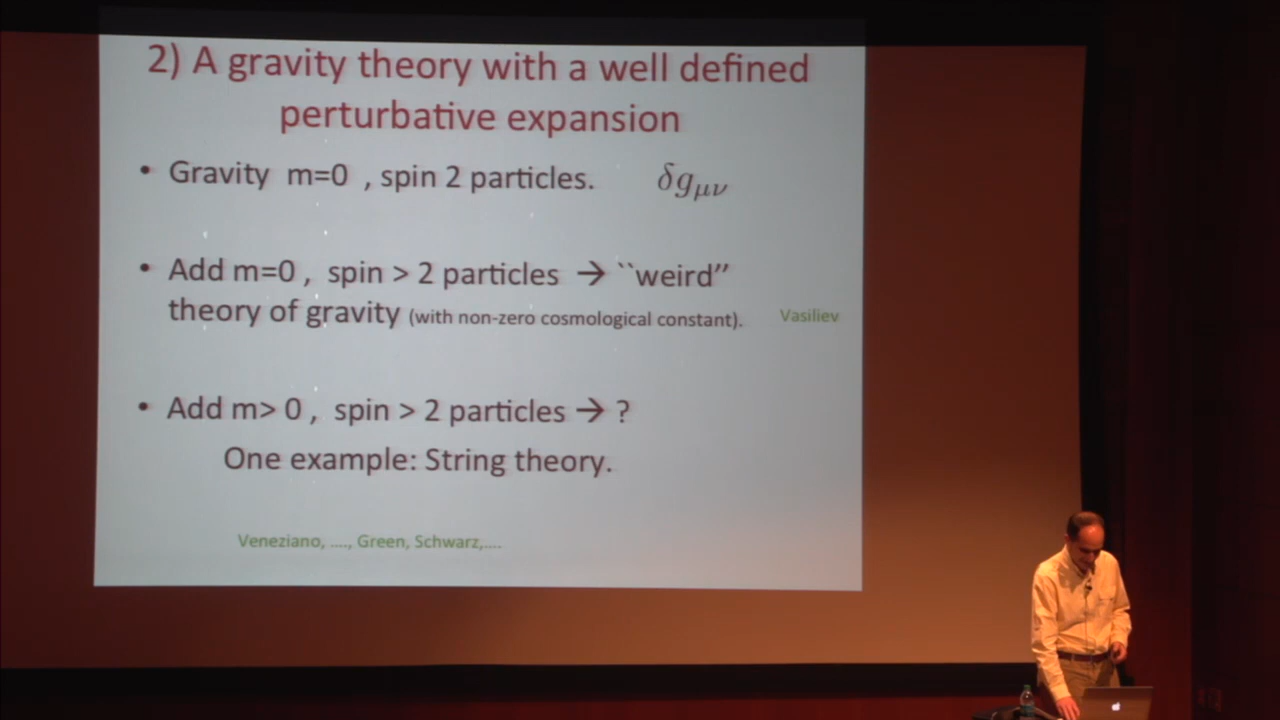 2) A gravity theory with a well defined
perturbative expansion
• Gravity m=0 , spin 2 particles. δg_{μν}
• Add m=0 , spin > 2 particles → ``weird”
theory of gravity (with non-zero cosmological constant). Vasiliev
• Add m> 0 , spin > 2 particles → ?
One example: String theory.
Veneziano, ...., Green, Schwarz,....